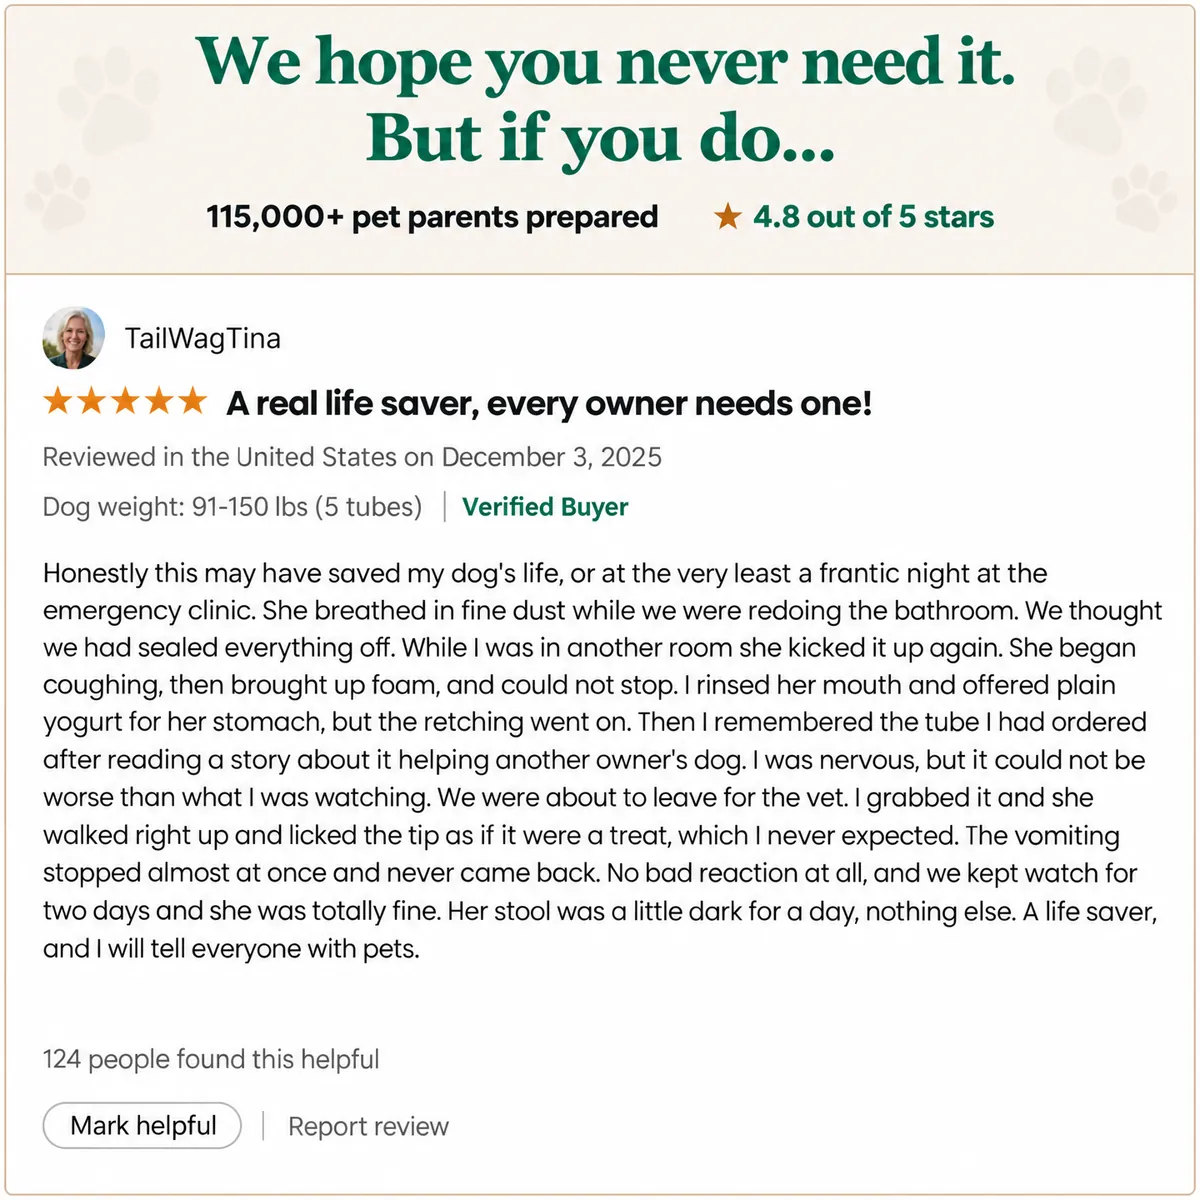 We hope you never need it.
But if you do...
115,000+ pet parents prepared ★ 4.8 out of 5 stars
TailWagTina
★★★★★ A real life saver, every owner needs one!
Reviewed in the United States on December 3, 2025
Dog weight: 91-150 lbs (5 tubes) | Verified Buyer
Honestly this may have saved my dog's life, or at the very least a frantic night at the
emergency clinic. She breathed in fine dust while we were redoing the bathroom. We thought
we had sealed everything off. While I was in another room she kicked it up again. She began
coughing, then brought up foam, and could not stop. I rinsed her mouth and offered plain
yogurt for her stomach, but the retching went on. Then I remembered the tube I had ordered
after reading a story about it helping another owner's dog. I was nervous, but it could not be
worse than what I was watching. We were about to leave for the vet. I grabbed it and she
walked right up and licked the tip as if it were a treat, which I never expected. The vomiting
stopped almost at once and never came back. No bad reaction at all, and we kept watch for
two days and she was totally fine. Her stool was a little dark for a day, nothing else. A life saver,
and I will tell everyone with pets.
124 people found this helpful
Mark helpful | Report review